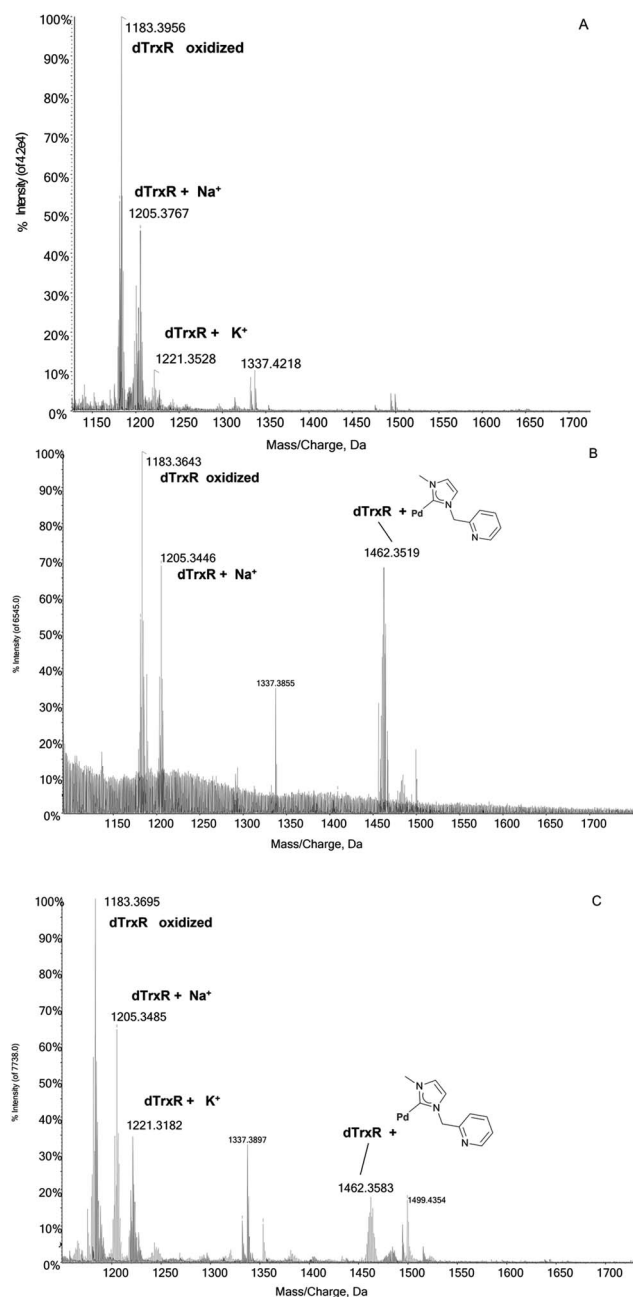 A
100%
90%
80%
70%
60%
50%
40%
30%
20%
10%
0%
% Intensity (of 4.2e4)
1183.3956
dTrxR oxidized
dTrxR + Na⁺
1205.3767
dTrxR + K⁺
1221.3528
1337.4218
1150 1200 1250 1300 1350 1400 1450 1500 1550 1600 1650 1700
Mass/Charge, Da
B
100%
90%
80%
70%
60%
50%
40%
30%
20%
10%
0%
% Intensity (of 6545.0)
1183.3643
dTrxR oxidized
1205.3446
dTrxR + Na⁺
1337.3855
dTrxR + Pd N N N
1462.3519
1150 1200 1250 1300 1350 1400 1450 1500 1550 1600 1650 1700
Mass/Charge, Da
C
100%
90%
80%
70%
60%
50%
40%
30%
20%
10%
0%
% Intensity (of 7738.0)
1183.3695
dTrxR oxidized
dTrxR + Na⁺
1205.3485
dTrxR + K⁺
1221.3182
1337.3897
dTrxR + Pd N N N
1462.3583
1499.4354
1200 1300 1400 1500 1600 1700
Mass/Charge, Da